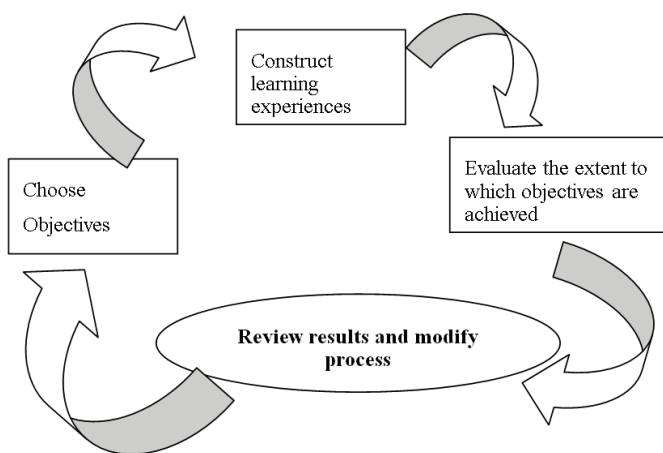 Construct
learning
experiences
Choose
Objectives
Evaluate the extent to
which objectives are
achieved
Review results and modify
process